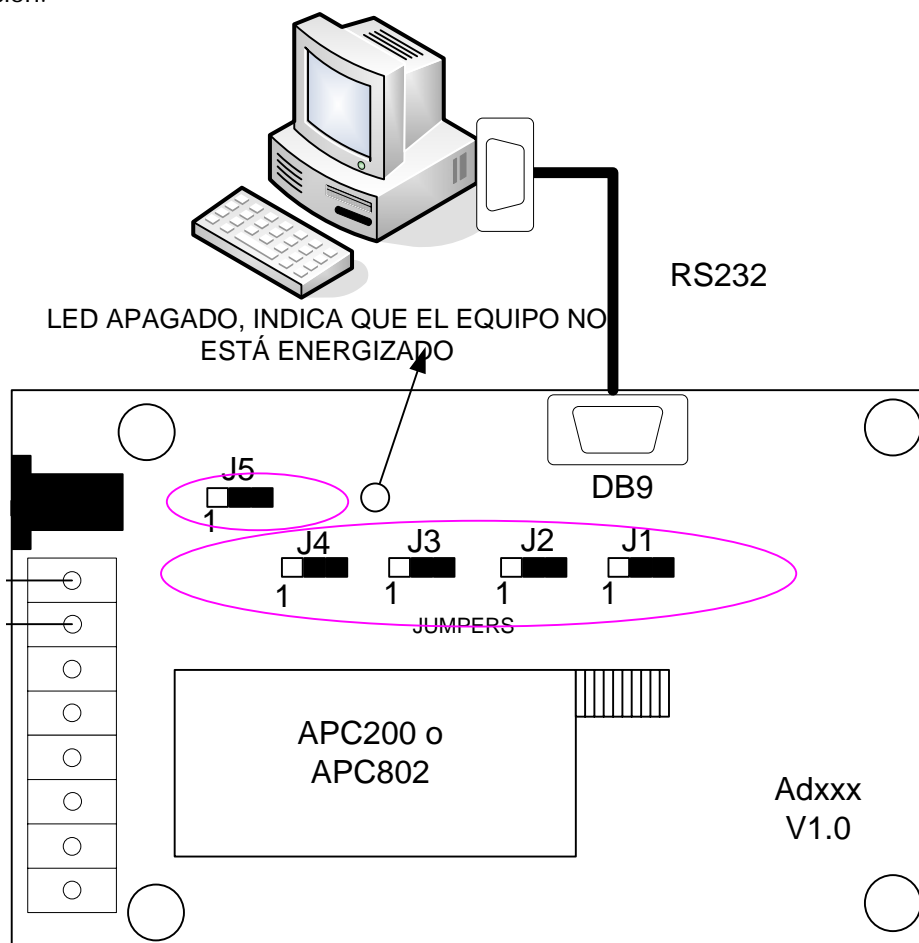 RS232
LED APAGADO, INDICA QUE EL EQUIPO NO
ESTÁ ENERGIZADO
DB9
J5
1
J4
J3
J2
J1
1
1
1
1
JUMPERS
APC200 o
APC802
Adxxx
V1.0